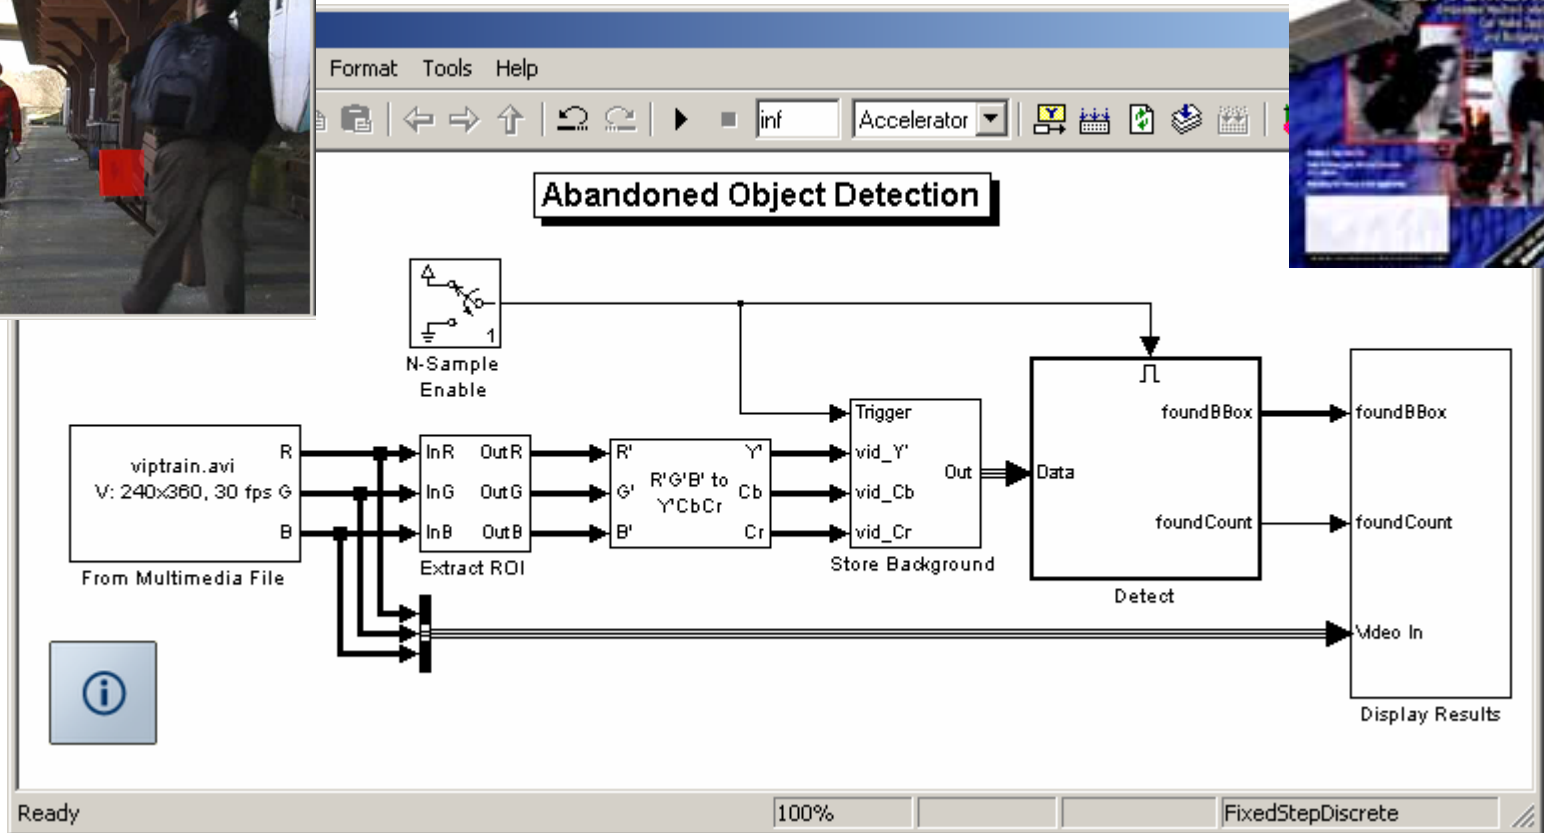 Format Tools Help
inf Accelerator
Abandoned Object Detection
1
N-Sample
Enable
viptrain.avi
V: 240x360, 30 fps
R
G
B
From Multimedia File
InR OutR
InG OutG
InB OutB
Extract ROI
R' Y'
G' Cb
B' Cr
R'G'B' to
Y'CbCr
Trigger
vid_Y'
vid_Cb
vid_Cr
Out
Store Background
Data
foundBBox
foundCount
Detect
foundBBox
foundCount
Video In
Display Results
Ready 100% FixedStepDiscrete